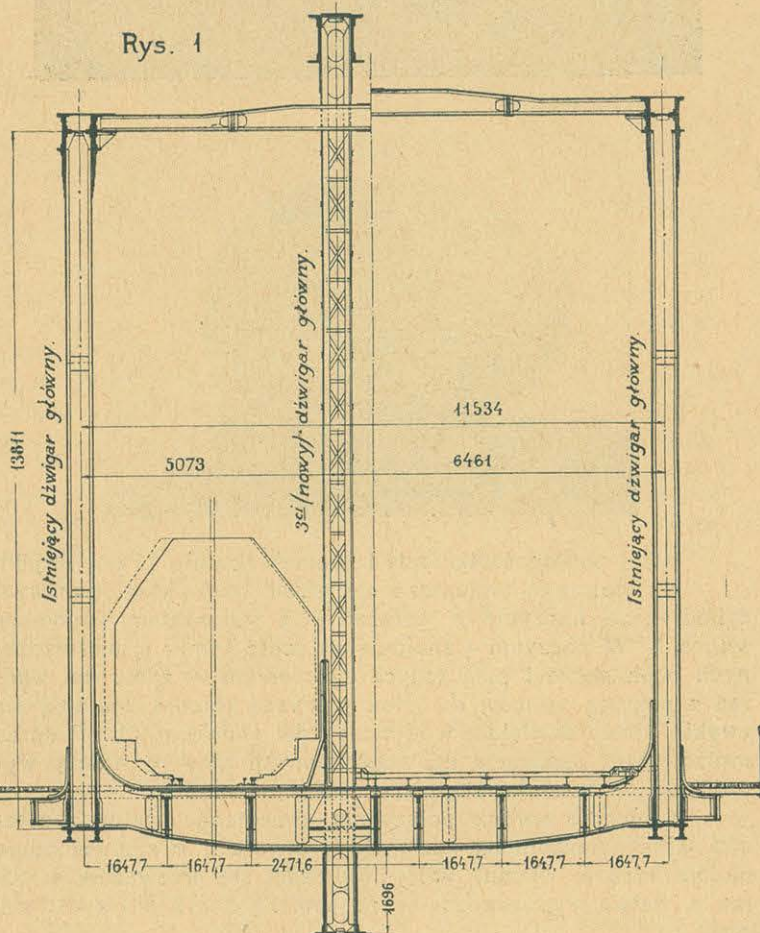 Rys. 1
Istniejący dźwigar główny.
3ci (nowy) dźwigar główny.
Istniejący dźwigar główny.
13811
11534
5073
6461
1647,7
1647,7
2471,6
1647,7
1647,7
1647,7
1696